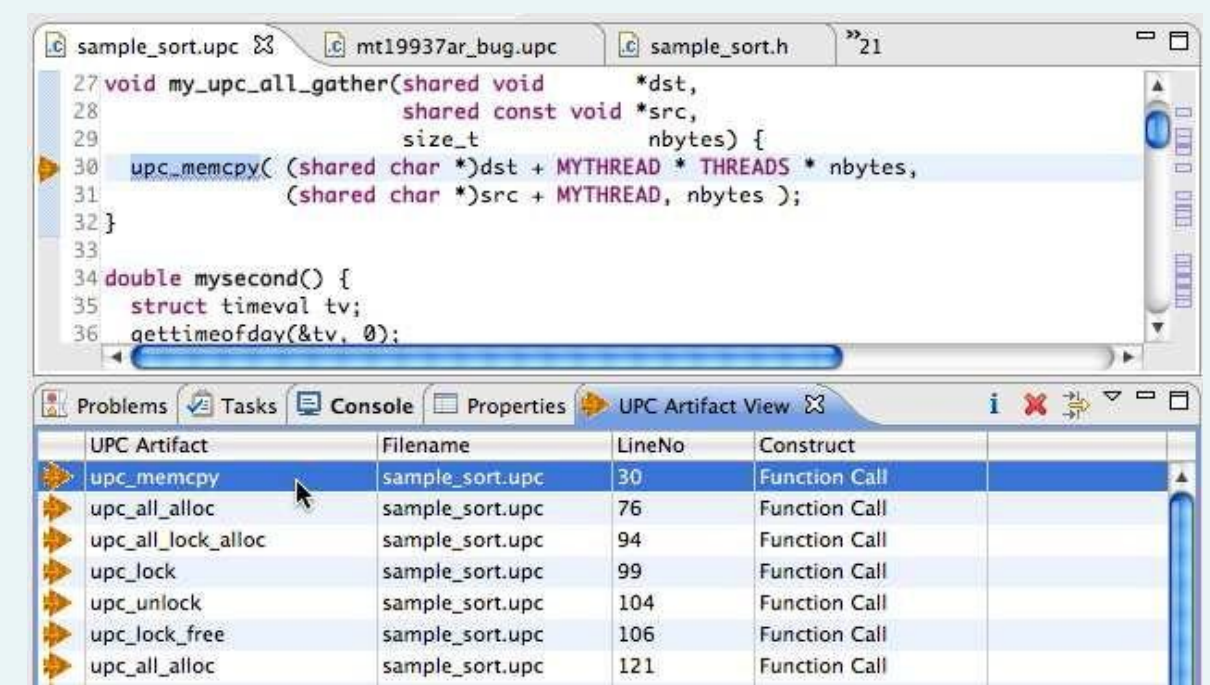 sample_sort.upc mt19937ar_bug.upc sample_sort.h »21
27 void my_upc_all_gather(shared void *dst,
28 shared const void *src,
29 size_t nbytes) {
30 upc_memcpy( (shared char *)dst + MYTHREAD * THREADS * nbytes,
31 (shared char *)src + MYTHREAD, nbytes );
32 }
33
34 double mysecond() {
35 struct timeval tv;
36 gettimeofday(&tv, 0);
Problems Tasks Console Properties UPC Artifact View
UPC Artifact Filename LineNo Construct
upc_memcpy sample_sort.upc 30 Function Call
upc_all_alloc sample_sort.upc 76 Function Call
upc_all_lock_alloc sample_sort.upc 94 Function Call
upc_lock sample_sort.upc 99 Function Call
upc_unlock sample_sort.upc 104 Function Call
upc_lock_free sample_sort.upc 106 Function Call
upc_all_alloc sample_sort.upc 121 Function Call